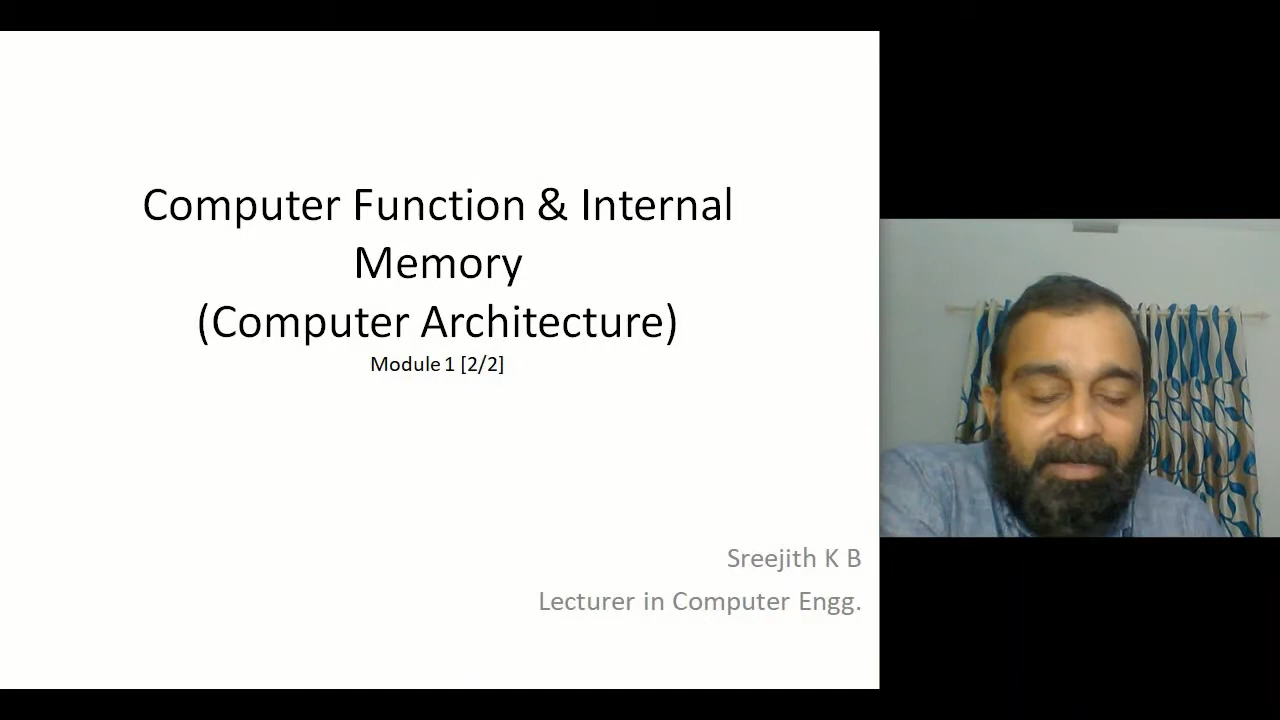 Computer Function & Internal
Memory
(Computer Architecture)
Module 1 [2/2]
Sreejith K B
Lecturer in Computer Engg.